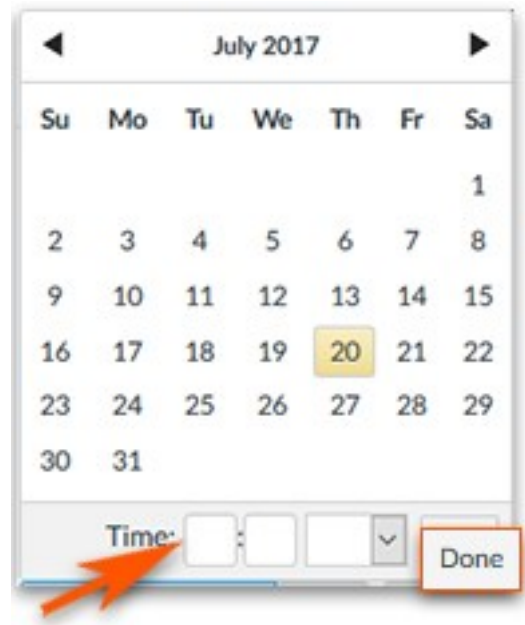 July 2017
Su Mo Tu We Th Fr Sa
1
2 3 4 5 6 7 8
9 10 11 12 13 14 15
16 17 18 19 20 21 22
23 24 25 26 27 28 29
30 31
Time: :
Done